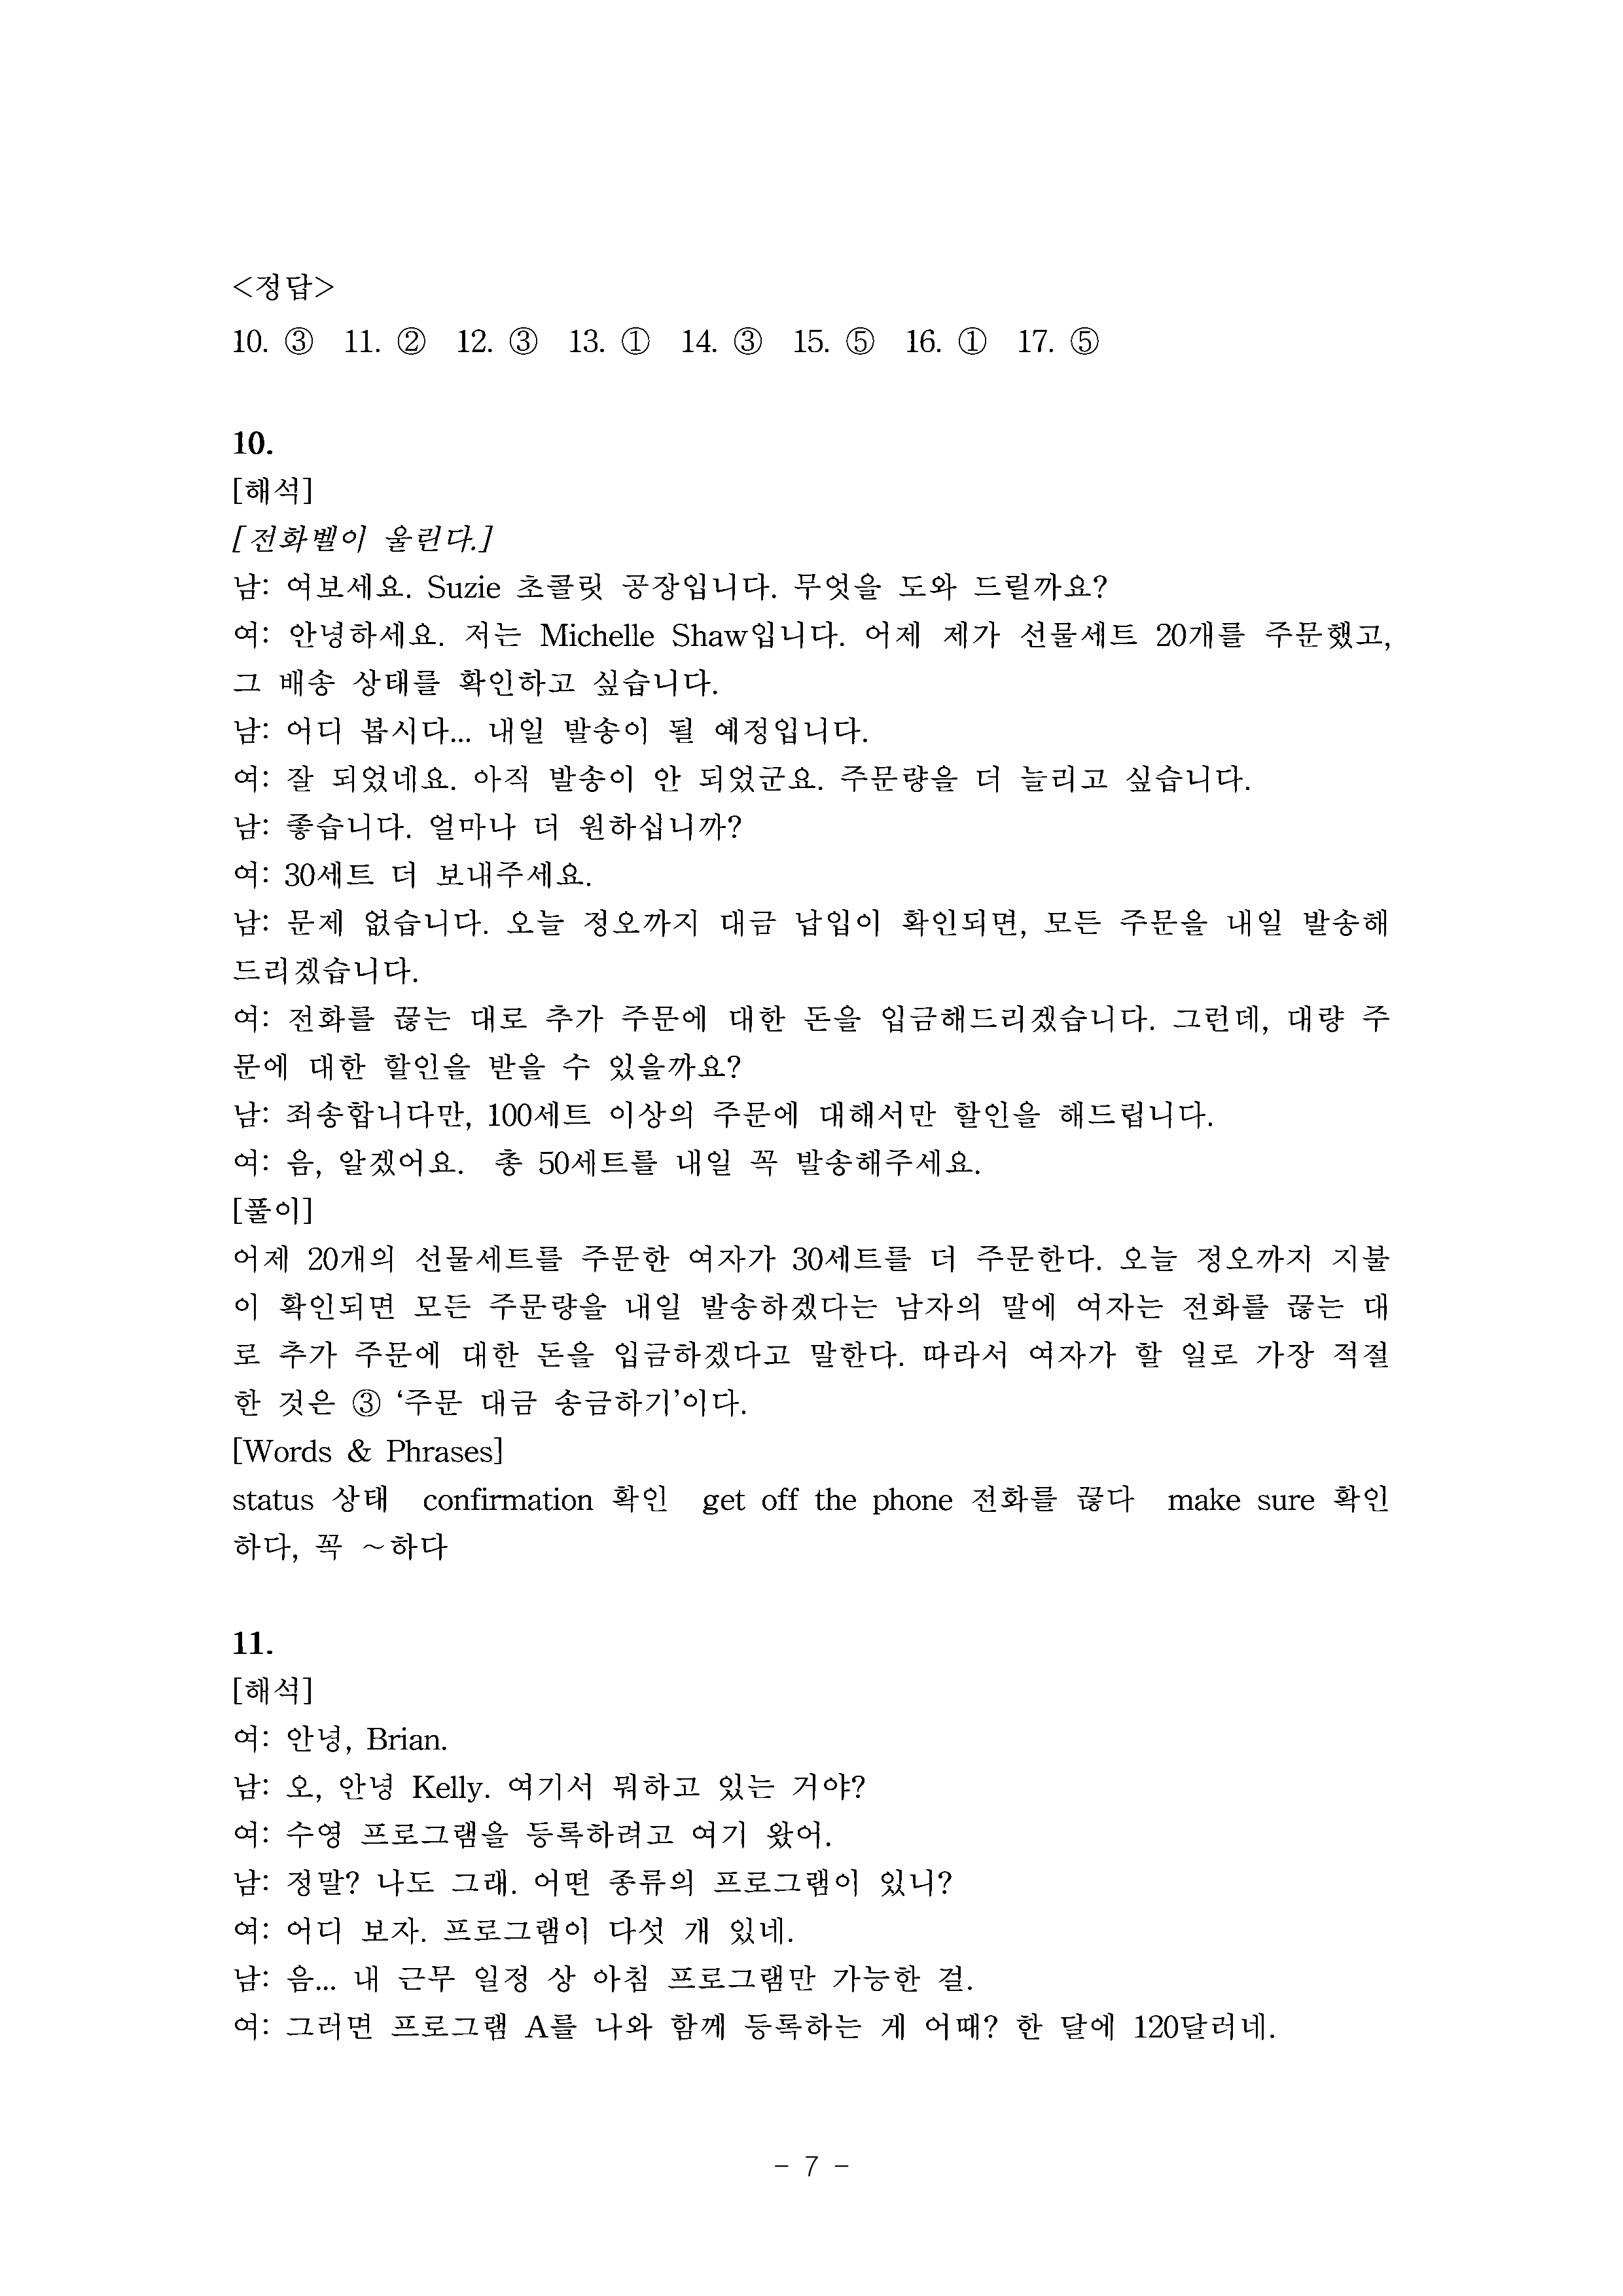 <정답>
10. ③ 11. ② 12. ③ 13. ① 14. ③ 15. ⑤ 16. ① 17. ⑤
10.
[해석]
[전화벨이 울린다.]
남: 여보세요. Suzie 초콜릿 공장입니다. 무엇을 도와 드릴까요?
여: 안녕하세요. 저는 Michelle Shaw입니다. 어제 제가 선물세트 20개를 주문했고,
그 배송 상태를 확인하고 싶습니다.
남: 어디 봅시다... 내일 발송이 될 예정입니다.
여: 잘 되었네요. 아직 발송이 안 되었군요. 주문량을 더 늘리고 싶습니다.
남: 좋습니다. 얼마나 더 원하십니까?
여: 30세트 더 보내주세요.
남: 문제 없습니다. 오늘 정오까지 대금 납입이 확인되면, 모든 주문을 내일 발송해
드리겠습니다.
여: 전화를 끊는 대로 추가 주문에 대한 돈을 입금해드리겠습니다. 그런데, 대량 주
문에 대한 할인을 받을 수 있을까요?
남: 죄송합니다만, 100세트 이상의 주문에 대해서만 할인을 해드립니다.
여: 음, 알겠어요. 총 50세트를 내일 꼭 발송해주세요.
[풀이]
어제 20개의 선물세트를 주문한 여자가 30세트를 더 주문한다. 오늘 정오까지 지불
이 확인되면 모든 주문량을 내일 발송하겠다는 남자의 말에 여자는 전화를 끊는 대
로 추가 주문에 대한 돈을 입금하겠다고 말한다. 따라서 여자가 할 일로 가장 적절
한 것은 ③ ‘주문 대금 송금하기’이다.
[Words & Phrases]
status 상태 confirmation 확인 get off the phone 전화를 끊다 make sure 확인
하다, 꼭 ~하다
11.
[해석]
여: 안녕, Brian.
남: 오, 안녕 Kelly. 여기서 뭐하고 있는 거야?
여: 수영 프로그램을 등록하려고 여기 왔어.
남: 정말? 나도 그래. 어떤 종류의 프로그램이 있니?
여: 어디 보자. 프로그램이 다섯 개 있네.
남: 음... 내 근무 일정 상 아침 프로그램만 가능한 걸.
여: 그러면 프로그램 A를 나와 함께 등록하는 게 어때? 한 달에 120달러네.
- 7 -